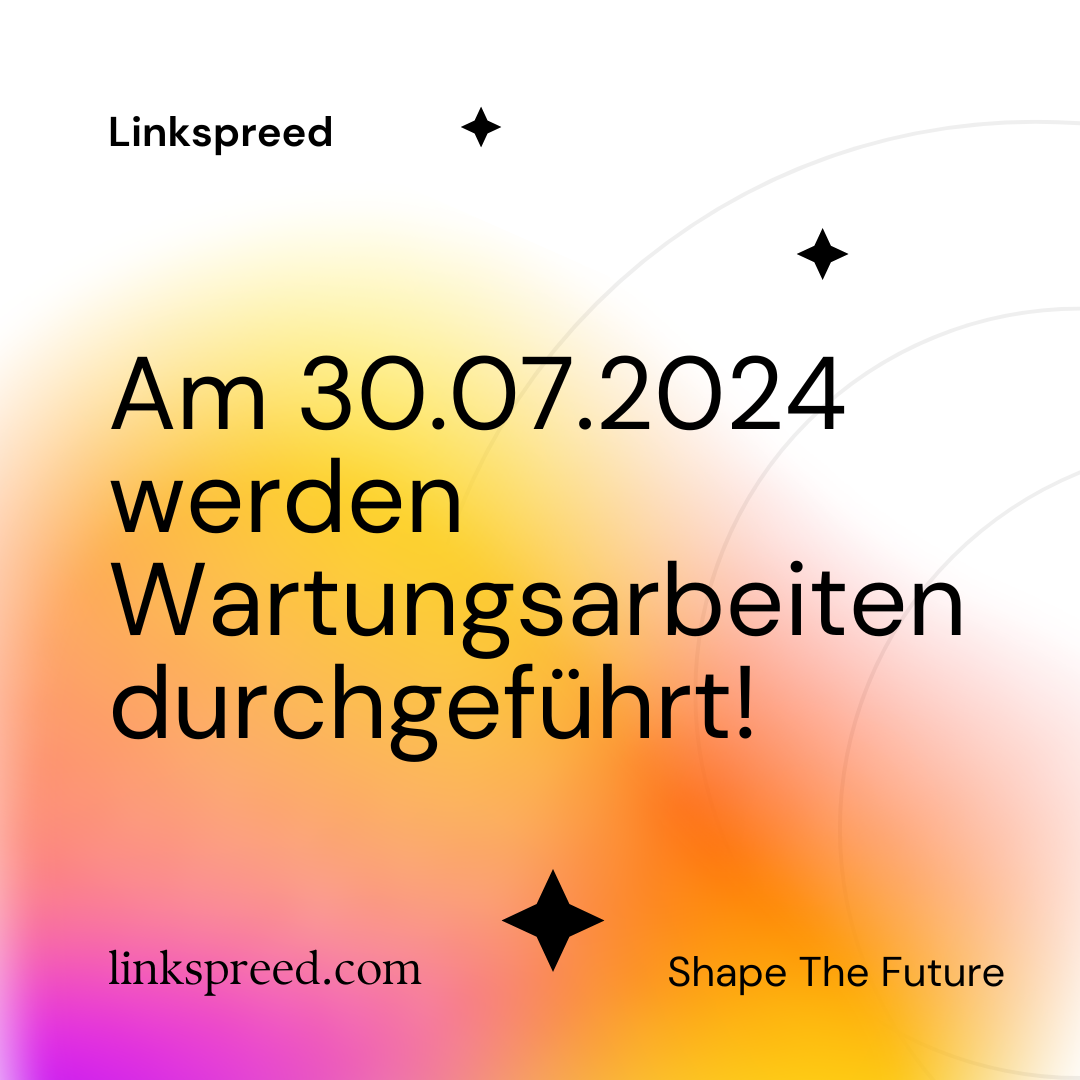 Linkspreed
Am 30.07.2024
werden
Wartungsarbeiten
durchgeführt!
linkspreed.com
Shape The Future